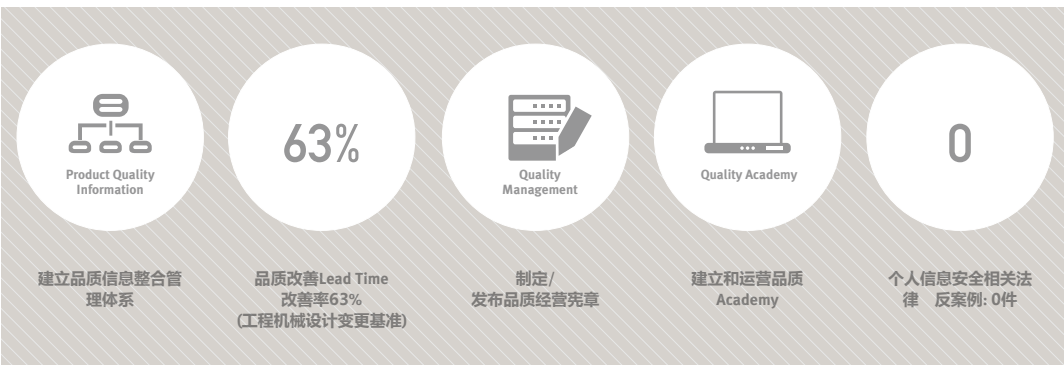 Product Quality
Information
63%
Quality
Management
Quality Academy
0
建立品质信息整合管
理体系
品质改善Lead Time
改善率63%
(工程机械设计变更基准)
制定/
发布品质经营宪章
建立和运营品质
Academy
个人信息安全相关法
律　反案例: 0件